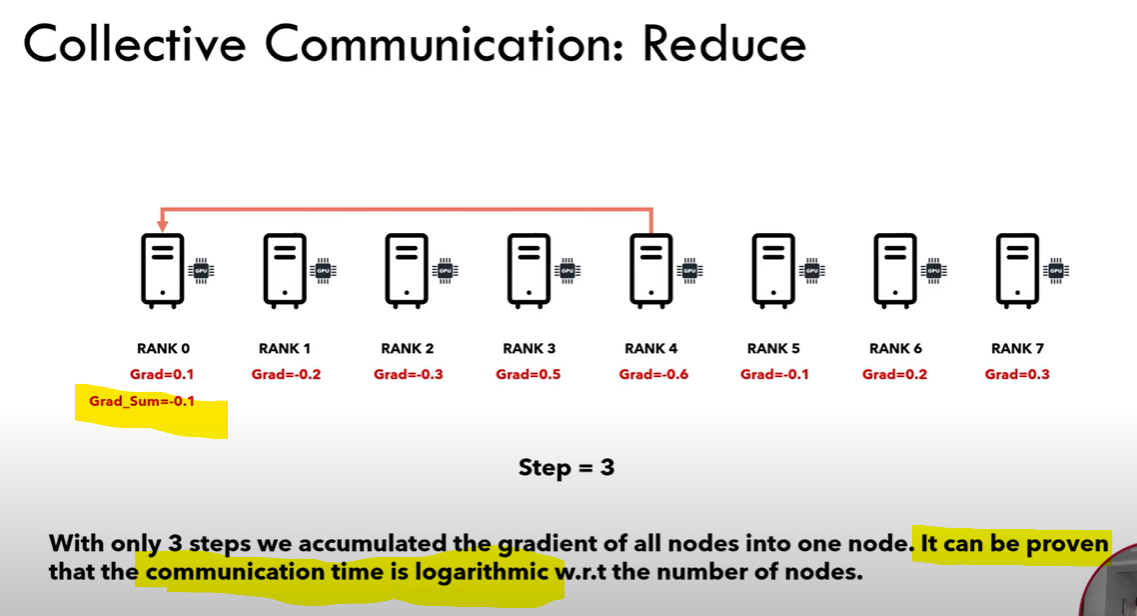 Collective Communication: Reduce
GPU GPU GPU GPU GPU GPU GPU GPU
RANK 0 RANK 1 RANK 2 RANK 3 RANK 4 RANK 5 RANK 6 RANK 7
Grad=0.1 Grad=-0.2 Grad=-0.3 Grad=0.5 Grad=-0.6 Grad=-0.1 Grad=0.2 Grad=0.3
Grad_Sum=-0.1
Step = 3
With only 3 steps we accumulated the gradient of all nodes into one node. It can be proven
that the communication time is logarithmic w.r.t the number of nodes.